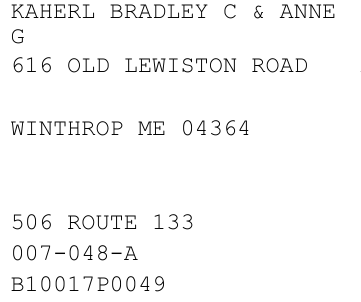 KAHERL BRADLEY C & ANNE
G
616 OLD LEWISTON ROAD
WINTHROP ME 04364
506 ROUTE 133
007-048-A
B10017P0049